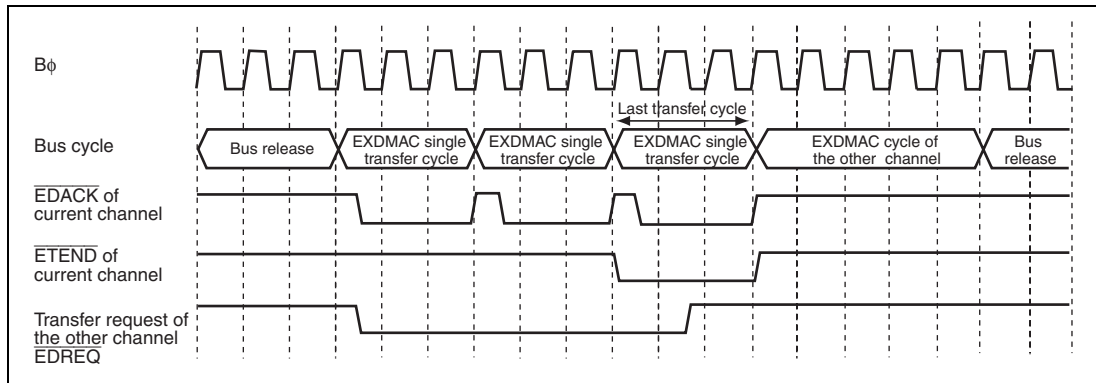 Bφ
Last transfer cycle
Bus cycle
Bus release
EXDMAC single
transfer cycle
EXDMAC single
transfer cycle
EXDMAC single
transfer cycle
EXDMAC cycle of
the other channel
Bus
release
EDACK of
current channel
ETEND of
current channel
Transfer request of
the other channel
EDREQ